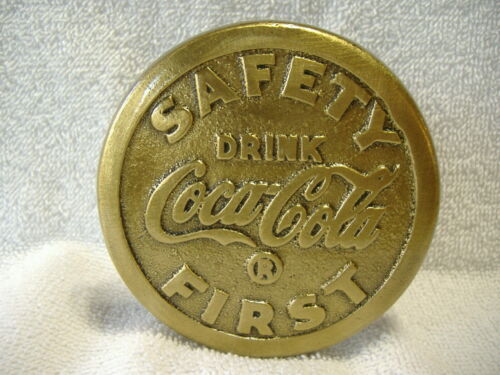 SAFETY
DRINK
Coca-Cola
®
FIRST